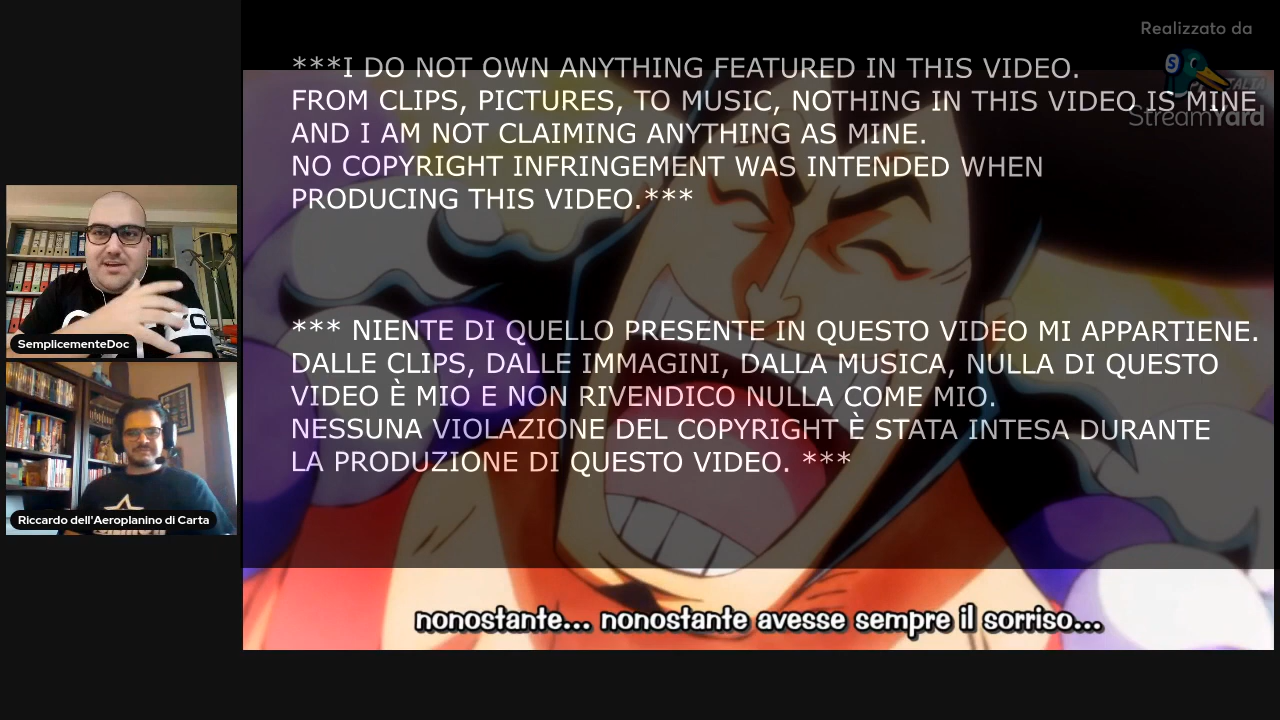 Realizzato da
***I DO NOT OWN ANYTHING FEATURED IN THIS VIDEO.
FROM CLIPS, PICTURES, TO MUSIC, NOTHING IN THIS VIDEO IS MINE
AND I AM NOT CLAIMING ANYTHING AS MINE.
NO COPYRIGHT INFRINGEMENT WAS INTENDED WHEN
PRODUCING THIS VIDEO.***
StreamYard
*** NIENTE DI QUELLO PRESENTE IN QUESTO VIDEO MI APPARTIENE.
DALLE CLIPS, DALLE IMMAGINI, DALLA MUSICA, NULLA DI QUESTO
VIDEO È MIO E NON RIVENDICO NULLA COME MIO.
NESSUNA VIOLAZIONE DEL COPYRIGHT È STATA INTESA DURANTE
LA PRODUZIONE DI QUESTO VIDEO. ***
SemplicementeDoc
Riccardo dell'Aeroplanino di Carta
nonostante... nonostante avesse sempre il sorriso...